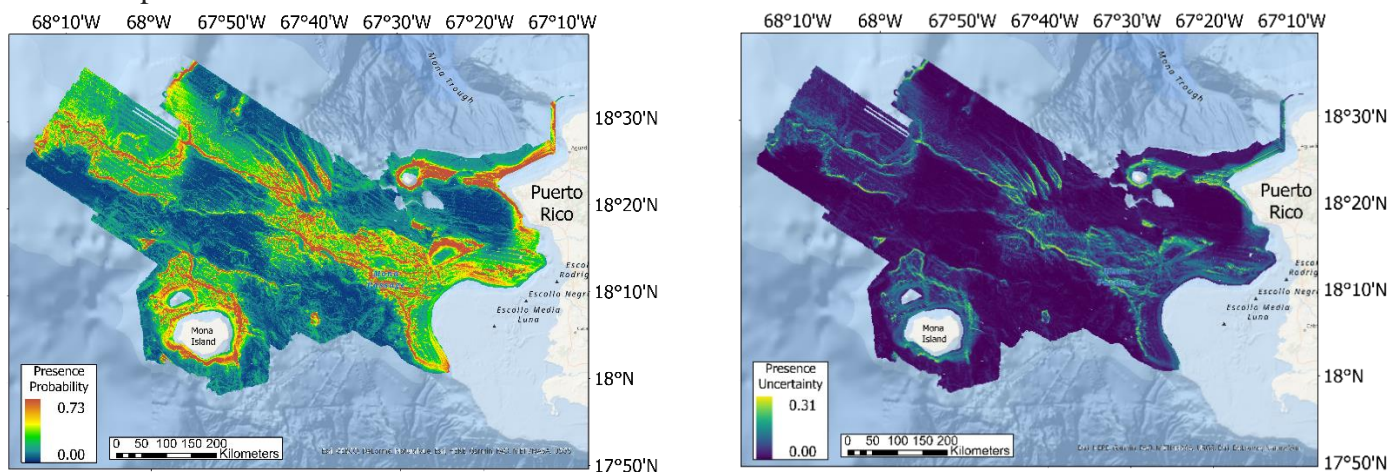 68°10'W 68°W 67°50'W 67°40'W 67°30'W 67°20'W 67°10'W
Mona Trough
18°30'N
Puerto
Rico
18°20'N
Escollo Negro
Escollo Media
Luna
18°10'N
Mona
Island
18°N
Presence
Probability
0.73
0.00
0 50 100 150 200
Kilometers
17°50'N
68°10'W 68°W 67°50'W 67°40'W 67°30'W 67°20'W 67°10'W
Mona Trough
18°30'N
Puerto
Rico
18°20'N
Escollo Negro
Escollo Media
Luna
18°10'N
Mona
Island
18°N
Presence
Uncertainty
0.31
0.00
0 50 100 150 200
Kilometers
17°50'N